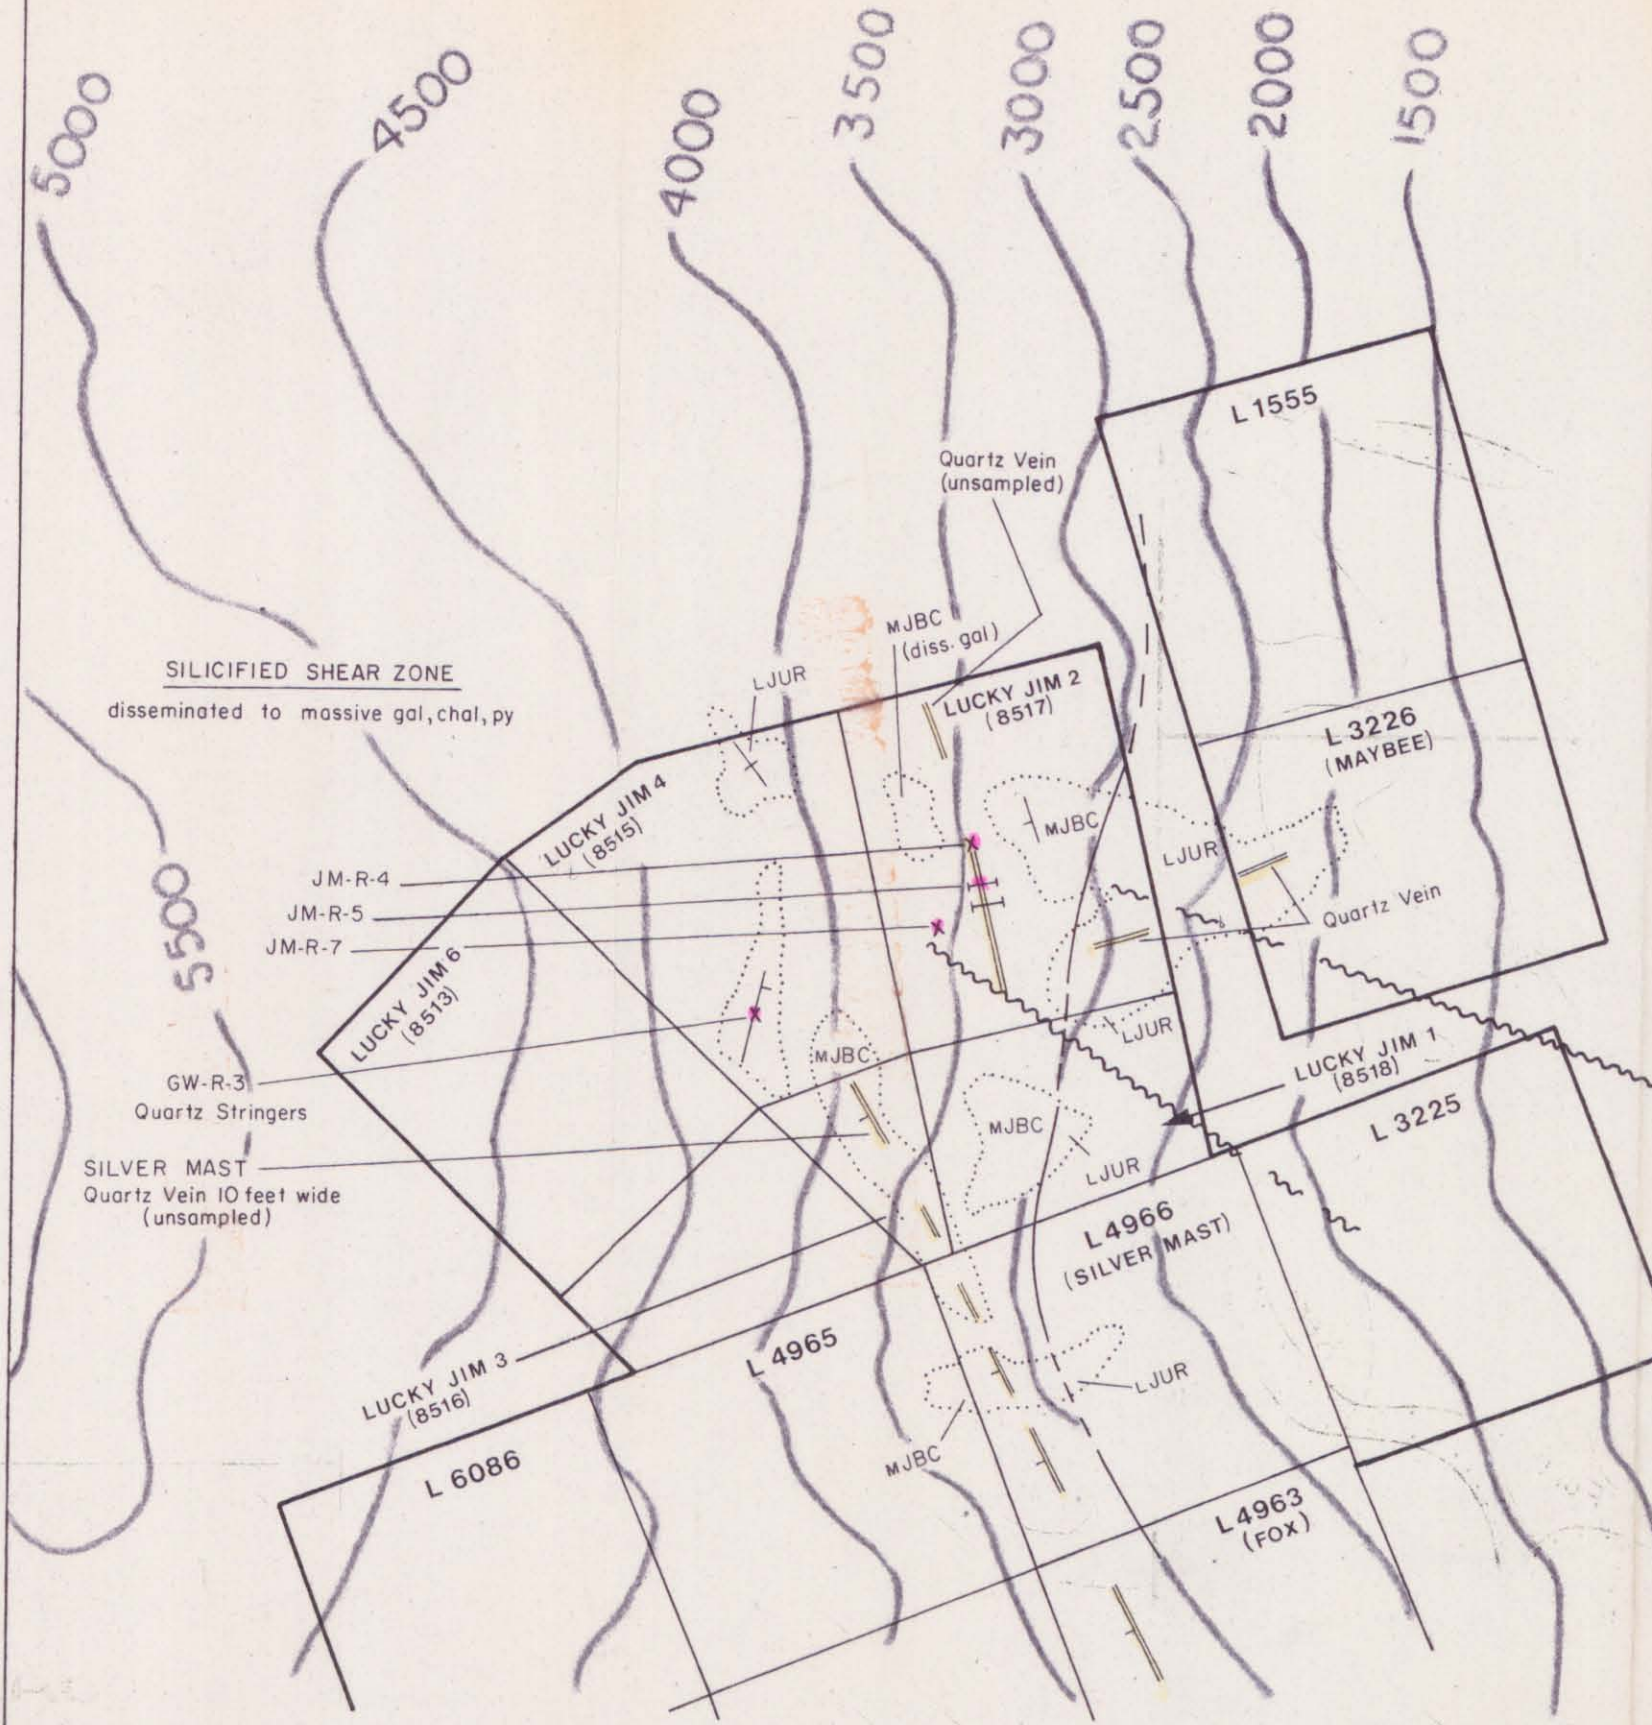 5000
4500
4000
3500
3000
2500
2000
1500
L 1555
Quartz Vein
(unsampled)
MJBC
(diss. gal)
LJUR
SILICIFIED SHEAR ZONE
disseminated to massive gal, chal, py
LUCKY JIM 2
(8517)
L 3226
(MAYBEE)
LUCKY JIM 4
(8515)
MJBC
LJUR
JM-R-4
JM-R-5
JM-R-7
Quartz Vein
5500
LUCKY JIM 6
(8513)
LJUR
MJBC
LUCKY JIM 1
(8518)
GW-R-3
Quartz Stringers
MJBC
L 3225
SILVER MAST
Quartz Vein 10 feet wide
(unsampled)
LJUR
L 4966
(SILVER MAST)
L 4965
LUCKY JIM 3
(8516)
LJUR
MJBC
L 6086
L 4963
(FOX)